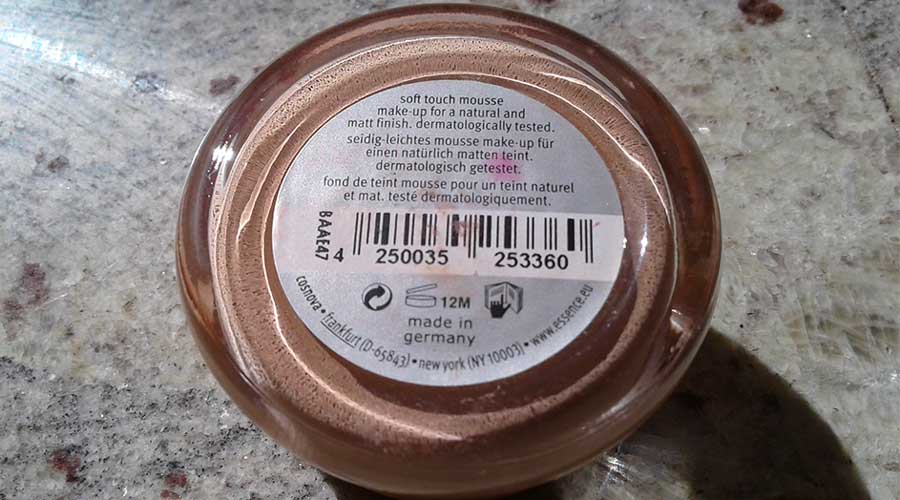 soft touch mousse
make-up for a natural and
matt finish. dermatologically tested.
seidig-leichtes mousse make-up für
einen natürlich matten teint.
dermatologisch getestet.
fond de teint mousse pour un teint naturel
et mat. testé dermatologiquement.
BAAE47
4 250035 253360
12M
made in
germany
cosnova • frankfurt (D-65843) • new york (NY 10003) • www.essence.eu